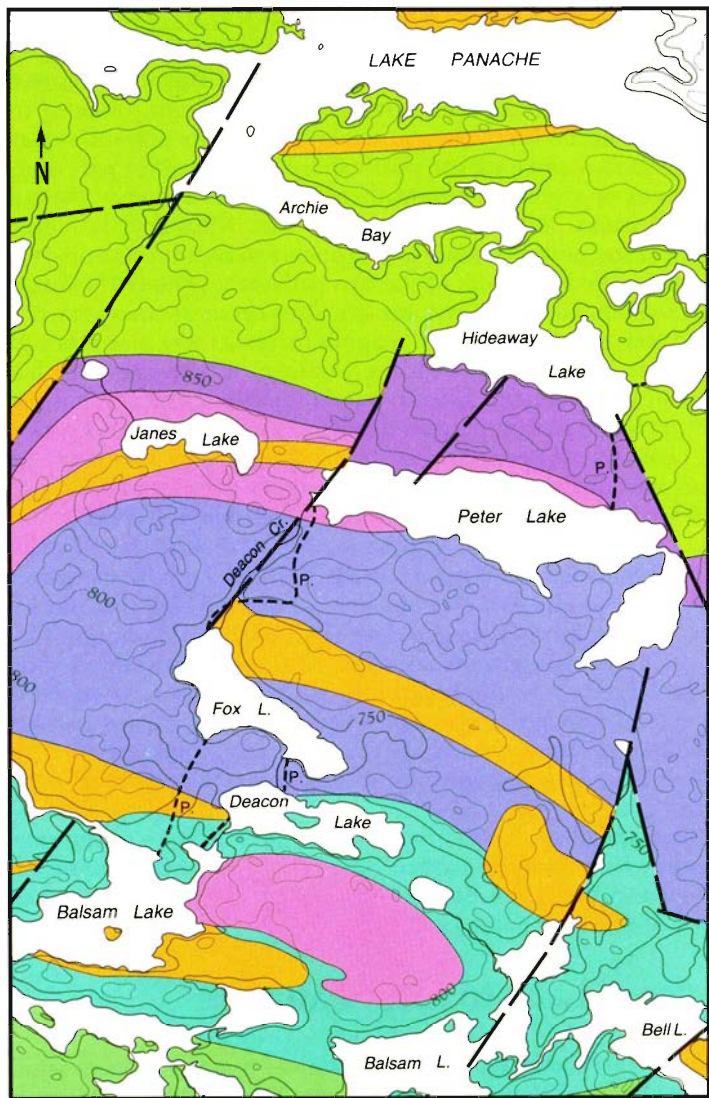 LAKE PANACHE
N
Archie
Bay
Hideaway
Lake
850
Janes Lake
P.
Peter Lake
Deacon Cr.
P.
800
800
Fox L.
750
P.
Deacon
Lake
P.
750
Balsam Lake
800
Balsam L.
Bell L.